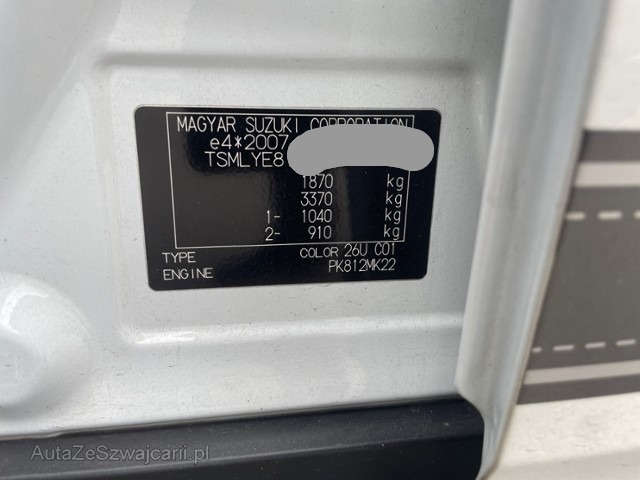 MAGYAR SUZUKI CORPORATION
e4*2007
TSMLYE8
1870 kg
3370 kg
1- 1040 kg
2- 910 kg
TYPE COLOR 26U C01
ENGINE PK812MK22
AutaZeSzwajcarii.pl